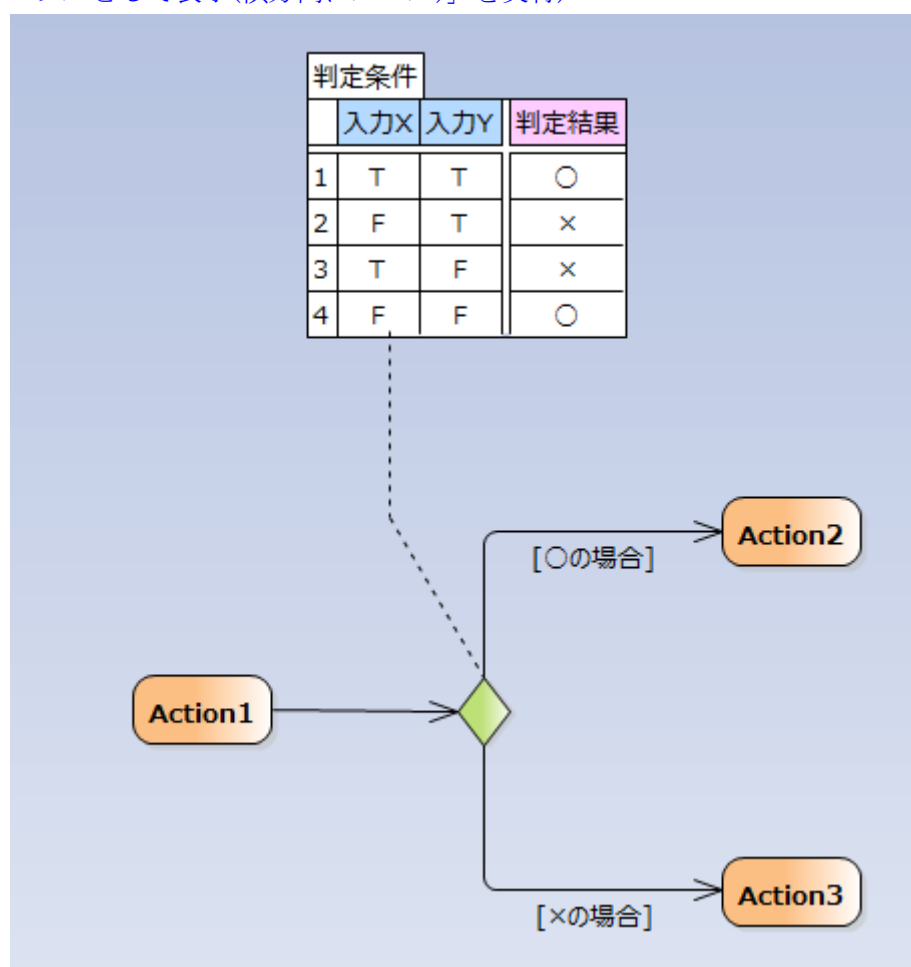 判定条件
入力X 入力Y 判定結果
1 T T ○
2 F T ×
3 T F ×
4 F F ○
Action2
[○の場合]
Action1
Action3
[×の場合]